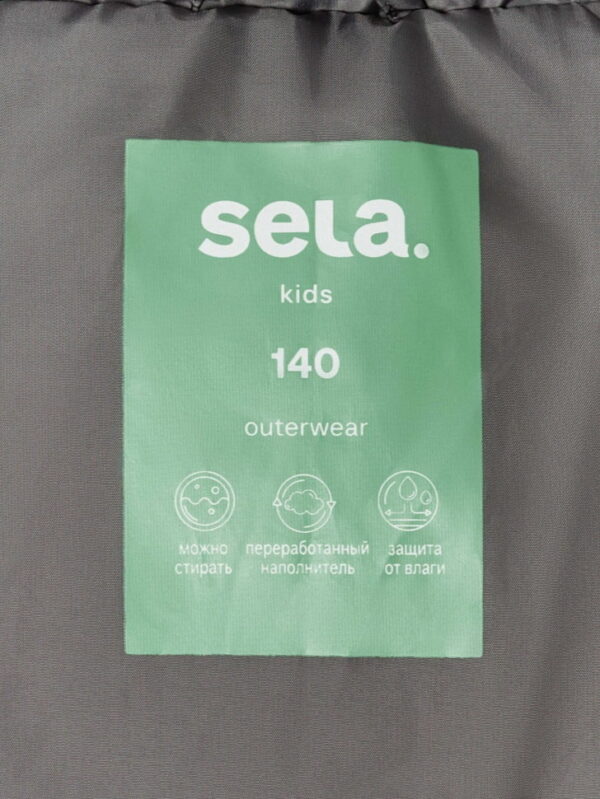 sela.
kids
140
outerwear
можно переработанный защита
стирать наполнитель от влаги